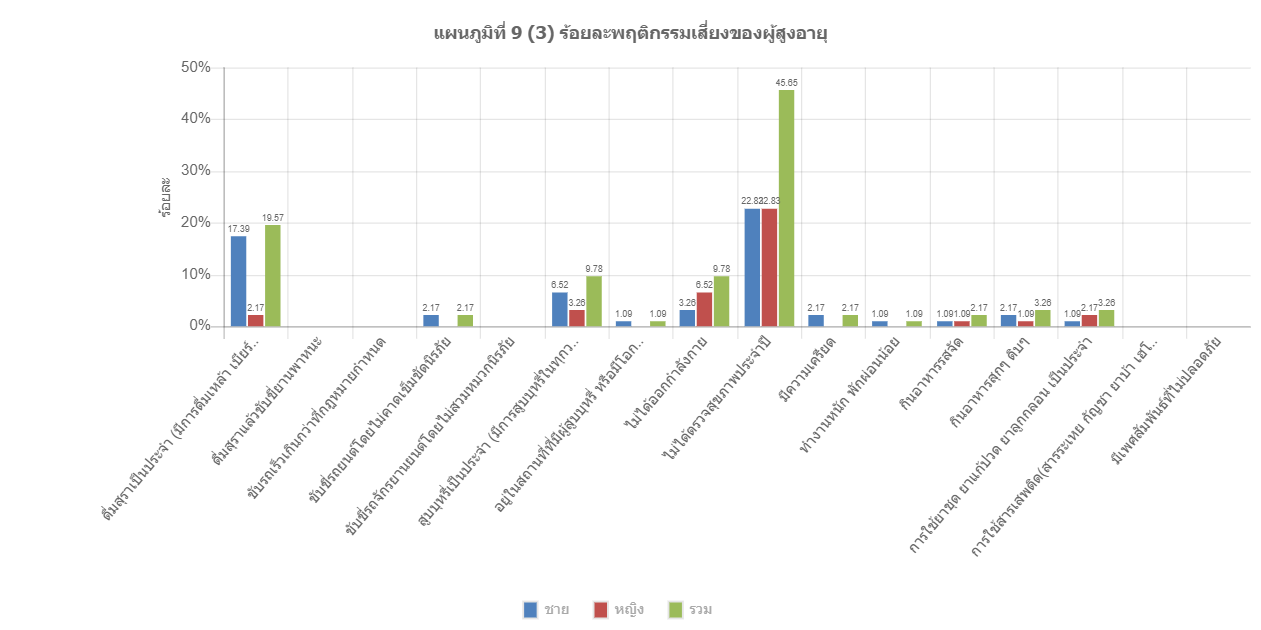 แผนภูมิที่ 9 (3) ร้อยละพฤติกรรมเสี่ยงของผู้สูงอายุ
ร้อยละ
50%
40%
30%
20%
10%
0%
17.39
2.17
19.57
2.17
2.17
6.52
3.26
9.78
1.09
1.09
3.26
6.52
9.78
22.83
22.83
45.65
2.17
2.17
1.09
1.09
1.09
1.09
2.17
2.17
1.09
3.26
1.09
2.17
3.26
ดื่มสุราเป็นประจำ (มีการดื่มเหล้า เบียร์..
ดื่มสุราแล้วขับขี่ยานพาหนะ
ขับรถเร็วเกินกว่าที่กฎหมายกำหนด
ขับขี่รถยนต์โดยไม่คาดเข็มขัดนิรภัย
ขับขี่รถจักรยานยนต์โดยไม่สวมหมวกนิรภัย
สูบบุหรี่เป็นประจำ (มีการสูบบุหรี่ในทุกว..
อยู่ในสถานที่ที่มีผู้สูบบุหรี่ หรือมีโอก..
ไม่ได้ออกกำลังกาย
ไม่ได้ตรวจสุขภาพประจำปี
มีความเครียด
ทำงานหนัก พักผ่อนน้อย
กินอาหารรสจัด
กินอาหารสุกๆ ดิบๆ
การใช้ยาชุด ยาแก้ปวด ยาลูกกลอน เป็นประจำ
การใช้สารเสพติด(สารระเหย กัญชา ยาบ้า เฮโ..
มีเพศสัมพันธ์ที่ไม่ปลอดภัย
ชาย
หญิง
รวม